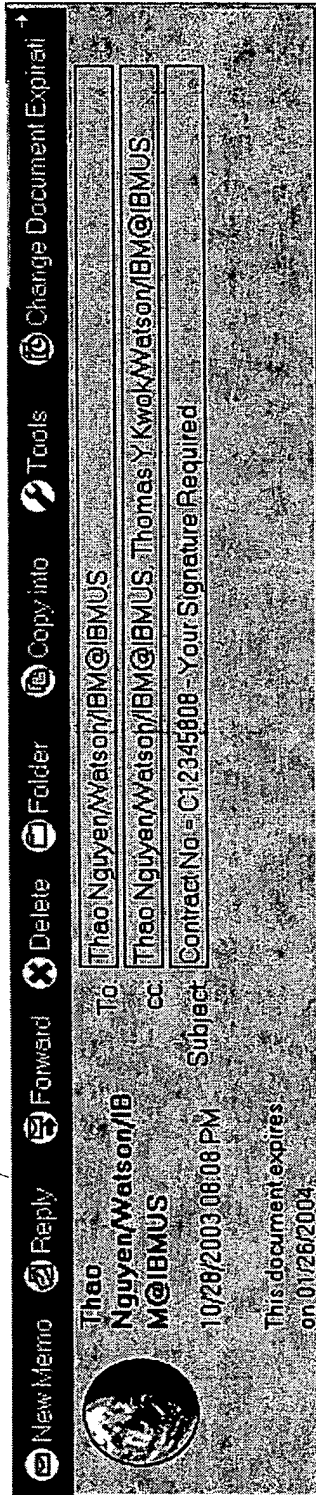 New Memo Reply Forward Delete Folder Copy into Tools Change Document Expirati
Thao
Nguyen/Watson/IB
M@IBMUS
10/28/2003 08:08 PM
This document expires
on 01/26/2004
To Thao Nguyen/Watson/IBM@IBMUS
cc Thao Nguyen/Watson/IBM@IBMUS, Thomas Y Kwok/Watson/IBM@IBMUS
Subject Contract No.= C12345808 - Your Signature Required